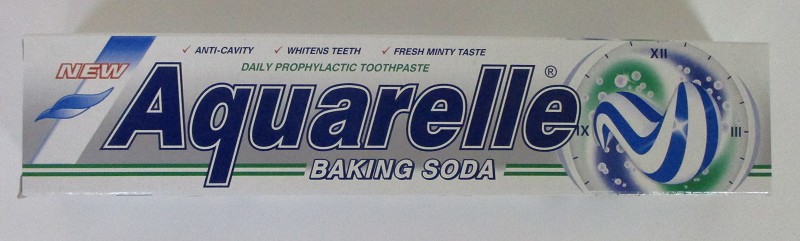 ✓ ANTI-CAVITY ✓ WHITENS TEETH ✓ FRESH MINTY TASTE
DAILY PROPHYLACTIC TOOTHPASTE
NEW
Aquarelle®
BAKING SODA
XII
III
IX